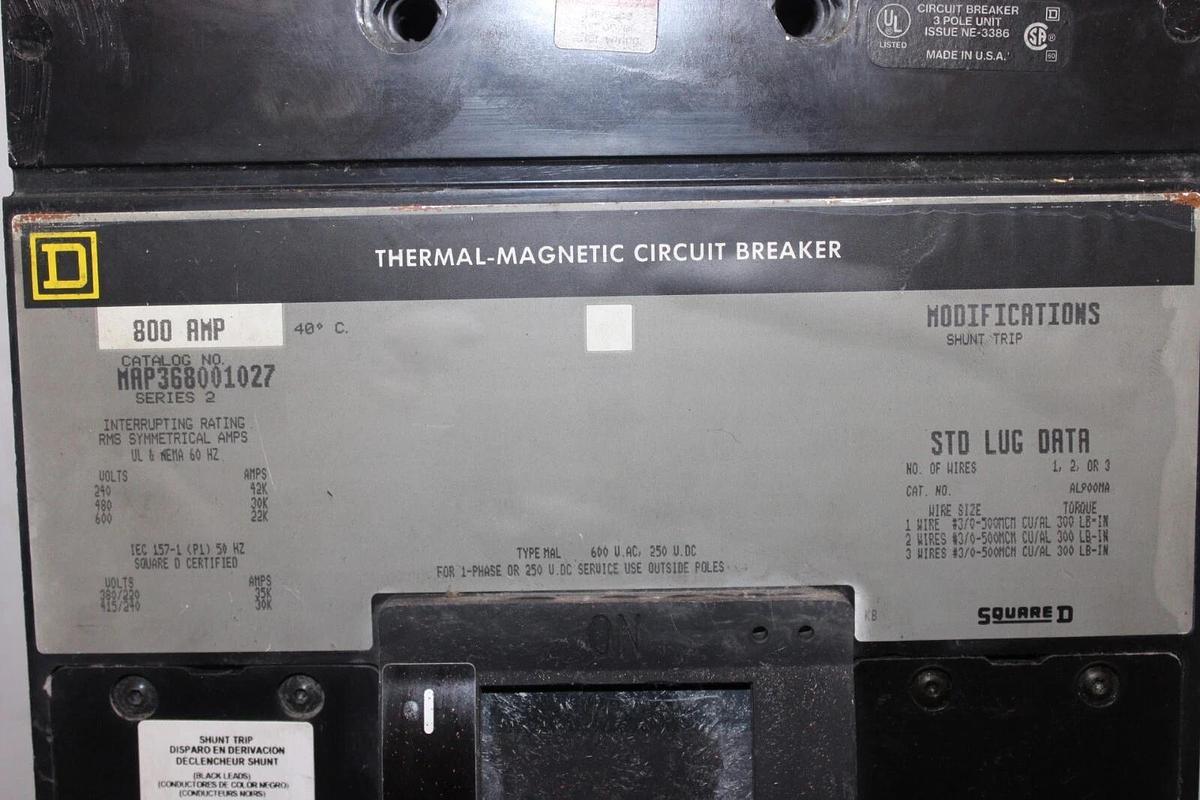 CIRCUIT BREAKER
3 POLE UNIT
ISSUE NE-3386
MADE IN U.S.A.
UL
LISTED
SA®
60
D
THERMAL-MAGNETIC CIRCUIT BREAKER
800 AMP
40° C.
CATALOG NO.
MAP368001027
SERIES 2
INTERRUPTING RATING
RMS SYMMETRICAL AMPS
UL & NEMA 60 HZ
VOLTS AMPS
240 42K
480 30K
600 22K
IEC 157-1 (P1) 50 HZ
SQUARE D CERTIFIED
VOLTS AMPS
380/220 35K
415/240 30K
TYPE MAL 600 V.AC, 250 V.DC
FOR 1-PHASE OR 250 V.DC SERVICE USE OUTSIDE POLES
MODIFICATIONS
SHUNT TRIP
STD LUG DATA
NO. OF WIRES 1, 2, OR 3
CAT. NO. AL900MA
WIRE SIZE TORQUE
1 WIRE #3/0-500MCM CU/AL 300 LB-IN
2 WIRES #3/0-500MCM CU/AL 300 LB-IN
3 WIRES #3/0-500MCM CU/AL 300 LB-IN
KB
SQUARE D
ON
SHUNT TRIP
DISPARO EN DERIVACION
DECLENCHEUR SHUNT
(BLACK LEADS)
(CONDUCTORES DE COLOR NEGRO)
(CONDUCTEURS NOIRS)